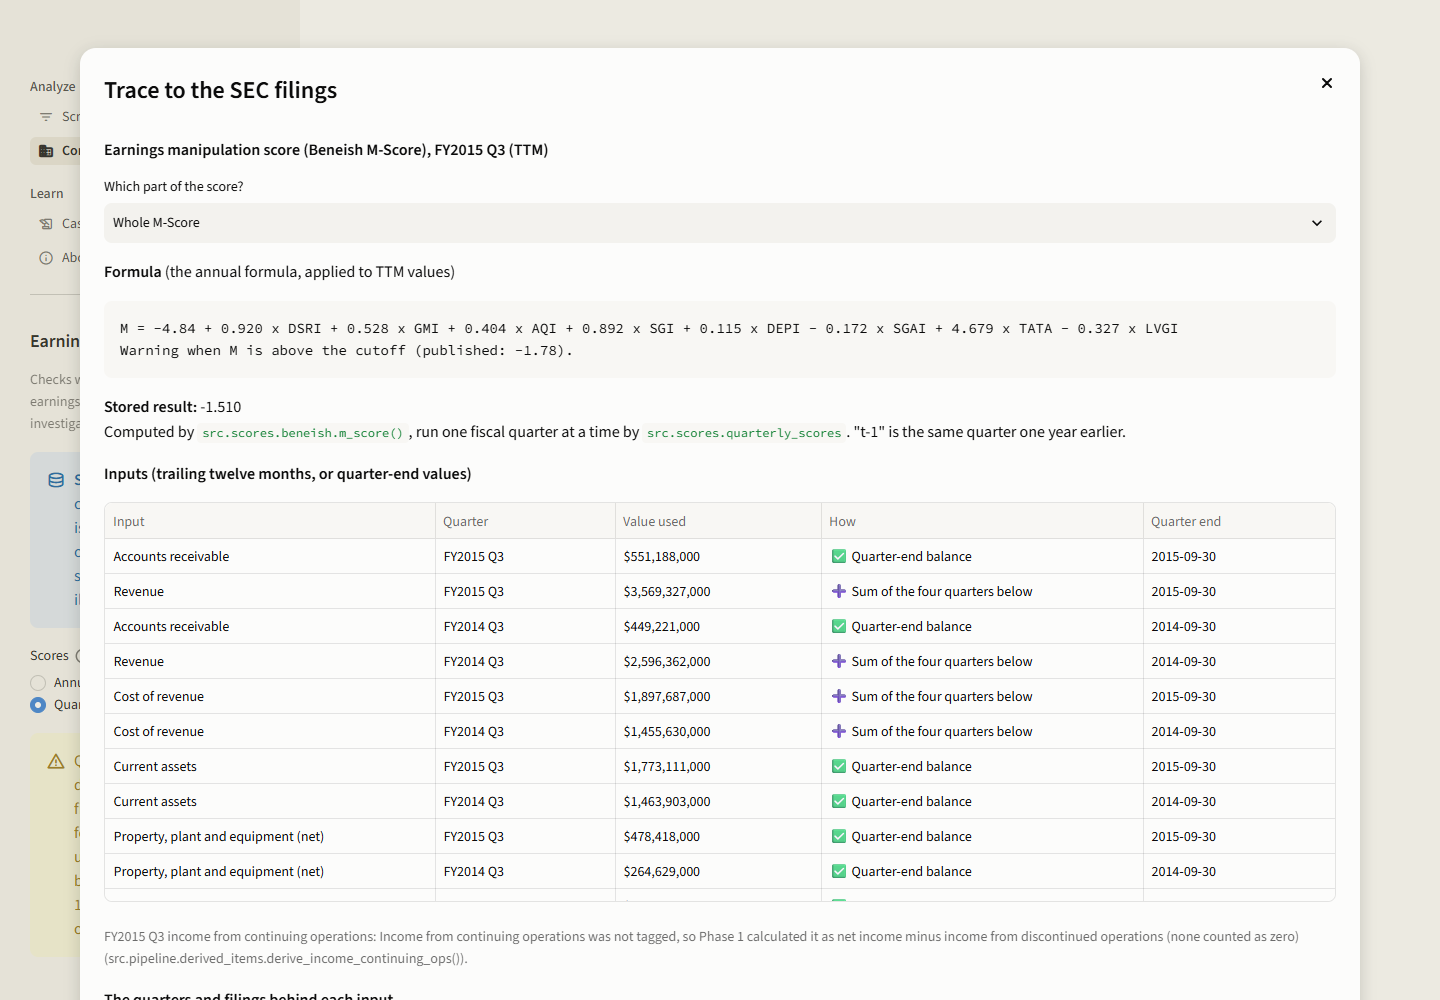 Trace to the SEC filings
Analyze
Earnings manipulation score (Beneish M-Score), FY2015 Q3 (TTM)
Learn
Which part of the score?
Whole M-Score
Formula (the annual formula, applied to TTM values)
M = -4.84 + 0.920 x DSRI + 0.528 x GMI + 0.404 x AQI + 0.892 x SGI + 0.115 x DEPI - 0.172 x SGAI + 4.679 x TATA - 0.327 x LVGI
Warning when M is above the cutoff (published: -1.78).
Checks
earnings
Stored result: -1.510
Computed by src.scores.beneish.m_score() , run one fiscal quarter at a time by src.scores.quarterly_scores . "t-1" is the same quarter one year earlier.
Inputs (trailing twelve months, or quarter-end values)
Input Quarter Value used How Quarter end
Accounts receivable FY2015 Q3 $551,188,000 Quarter-end balance 2015-09-30
Revenue FY2015 Q3 $3,569,327,000 Sum of the four quarters below 2015-09-30
Accounts receivable FY2014 Q3 $449,221,000 Quarter-end balance 2014-09-30
Scores
Revenue FY2014 Q3 $2,596,362,000 Sum of the four quarters below 2014-09-30
Cost of revenue FY2015 Q3 $1,897,687,000 Sum of the four quarters below 2015-09-30
Cost of revenue FY2014 Q3 $1,455,630,000 Sum of the four quarters below 2014-09-30
Current assets FY2015 Q3 $1,773,111,000 Quarter-end balance 2015-09-30
Current assets FY2014 Q3 $1,463,903,000 Quarter-end balance 2014-09-30
Property, plant and equipment (net) FY2015 Q3 $478,418,000 Quarter-end balance 2015-09-30
Property, plant and equipment (net) FY2014 Q3 $264,629,000 Quarter-end balance 2014-09-30
FY2015 Q3 income from continuing operations: Income from continuing operations was not tagged, so Phase 1 calculated it as net income minus income from discontinued operations (none counted as zero)
(src.pipeline.derived_items.derive_income_continuing_ops()).
The quarters and filings behind each input